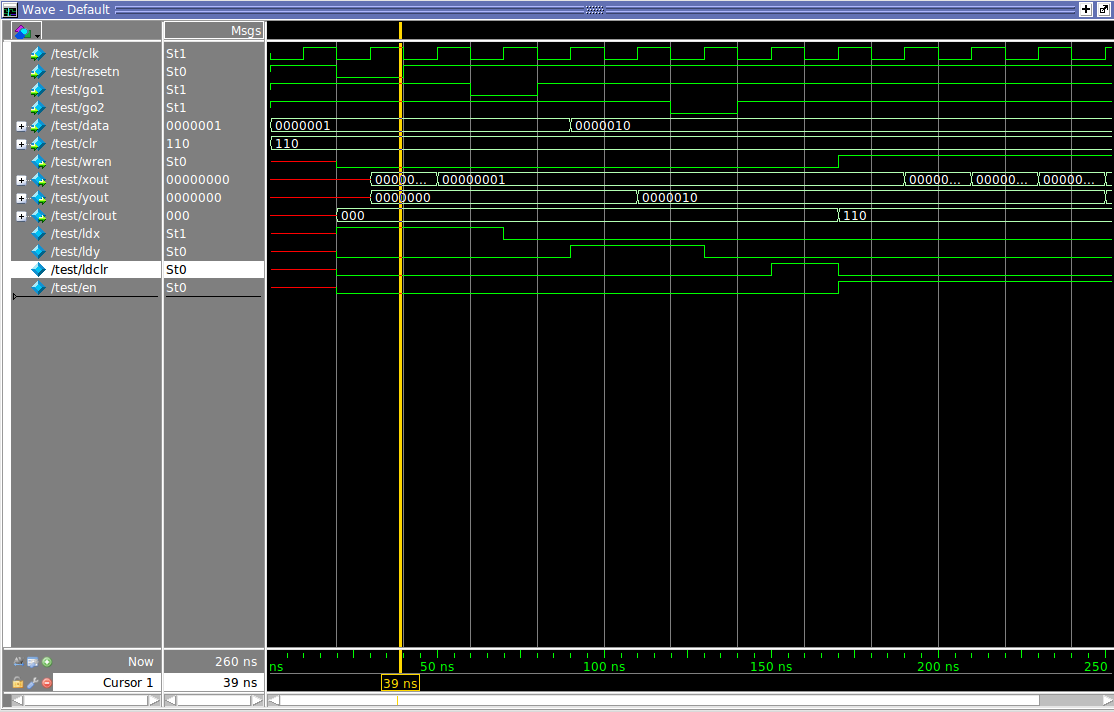 Wave - Default
Msgs
/test/clk St1
/test/resetn St0
/test/go1 St1
/test/go2 St1
/test/data 0000001 0000001 0000010
/test/clr 110 110
/test/wren St0
/test/xout 00000000 00000... 00000001 00000... 00000... 00000...
/test/yout 0000000 0000000 0000010
/test/clrout 000 000 110
/test/ldx St1
/test/ldy St0
/test/ldclr St0
/test/en St0
Now 260 ns ns 50 ns 100 ns 150 ns 200 ns 250
Cursor 1 39 ns 39 ns